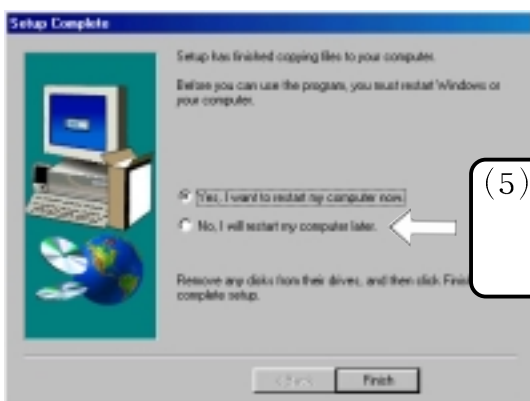 Setup Complete
Setup has finished copying files to your computer.
Before you can use the program, you must restart Windows or
your computer.
Yes, I want to restart my computer now.
No, I will restart my computer later.
(5)
Remove any disks from their drives, and then click Finish
complete setup.
< Back
Finish